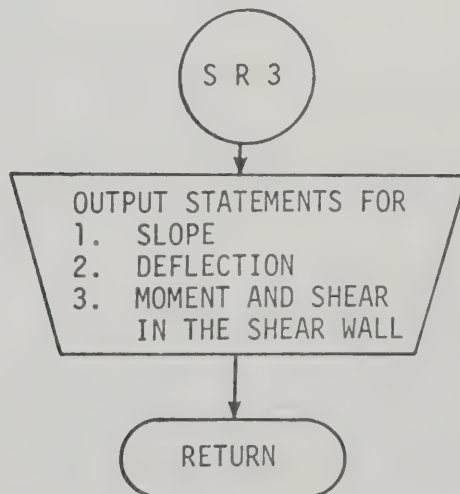 S R 3
OUTPUT STATEMENTS FOR
1. SLOPE
2. DEFLECTION
3. MOMENT AND SHEAR
IN THE SHEAR WALL
RETURN